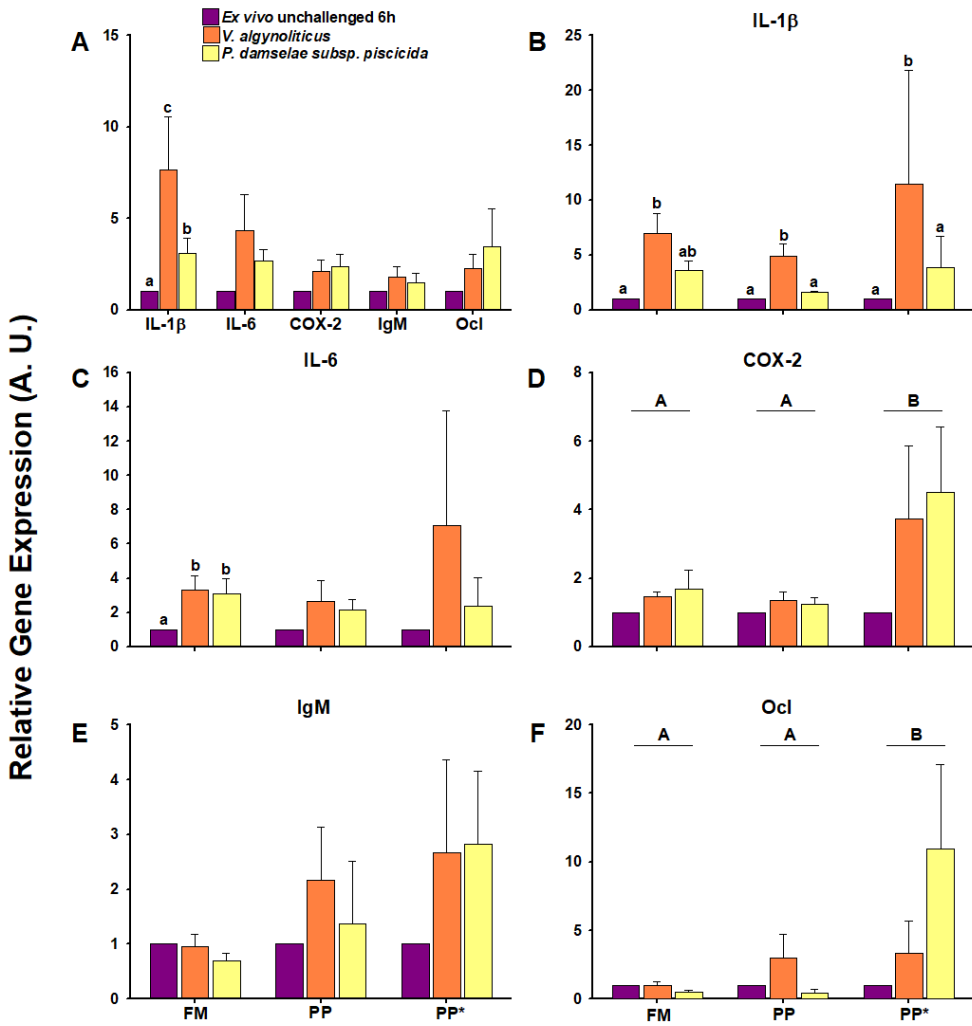 Relative Gene Expression (A. U.)
Ex vivo unchallenged 6h
V. algynoliticus
P. damselae subsp. piscicida
A
15
10
5
0
a
c
b
IL-1β
IL-6
COX-2
IgM
Ocl
B
IL-1β
25
20
15
10
5
0
a
b
ab
a
b
a
a
b
a
C
IL-6
16
14
12
10
8
6
4
2
0
a
b
b
D
COX-2
8
6
4
2
0
A
A
B
E
IgM
5
4
3
2
1
0
FM
PP
PP*
F
Ocl
20
15
10
5
0
A
A
B
FM
PP
PP*